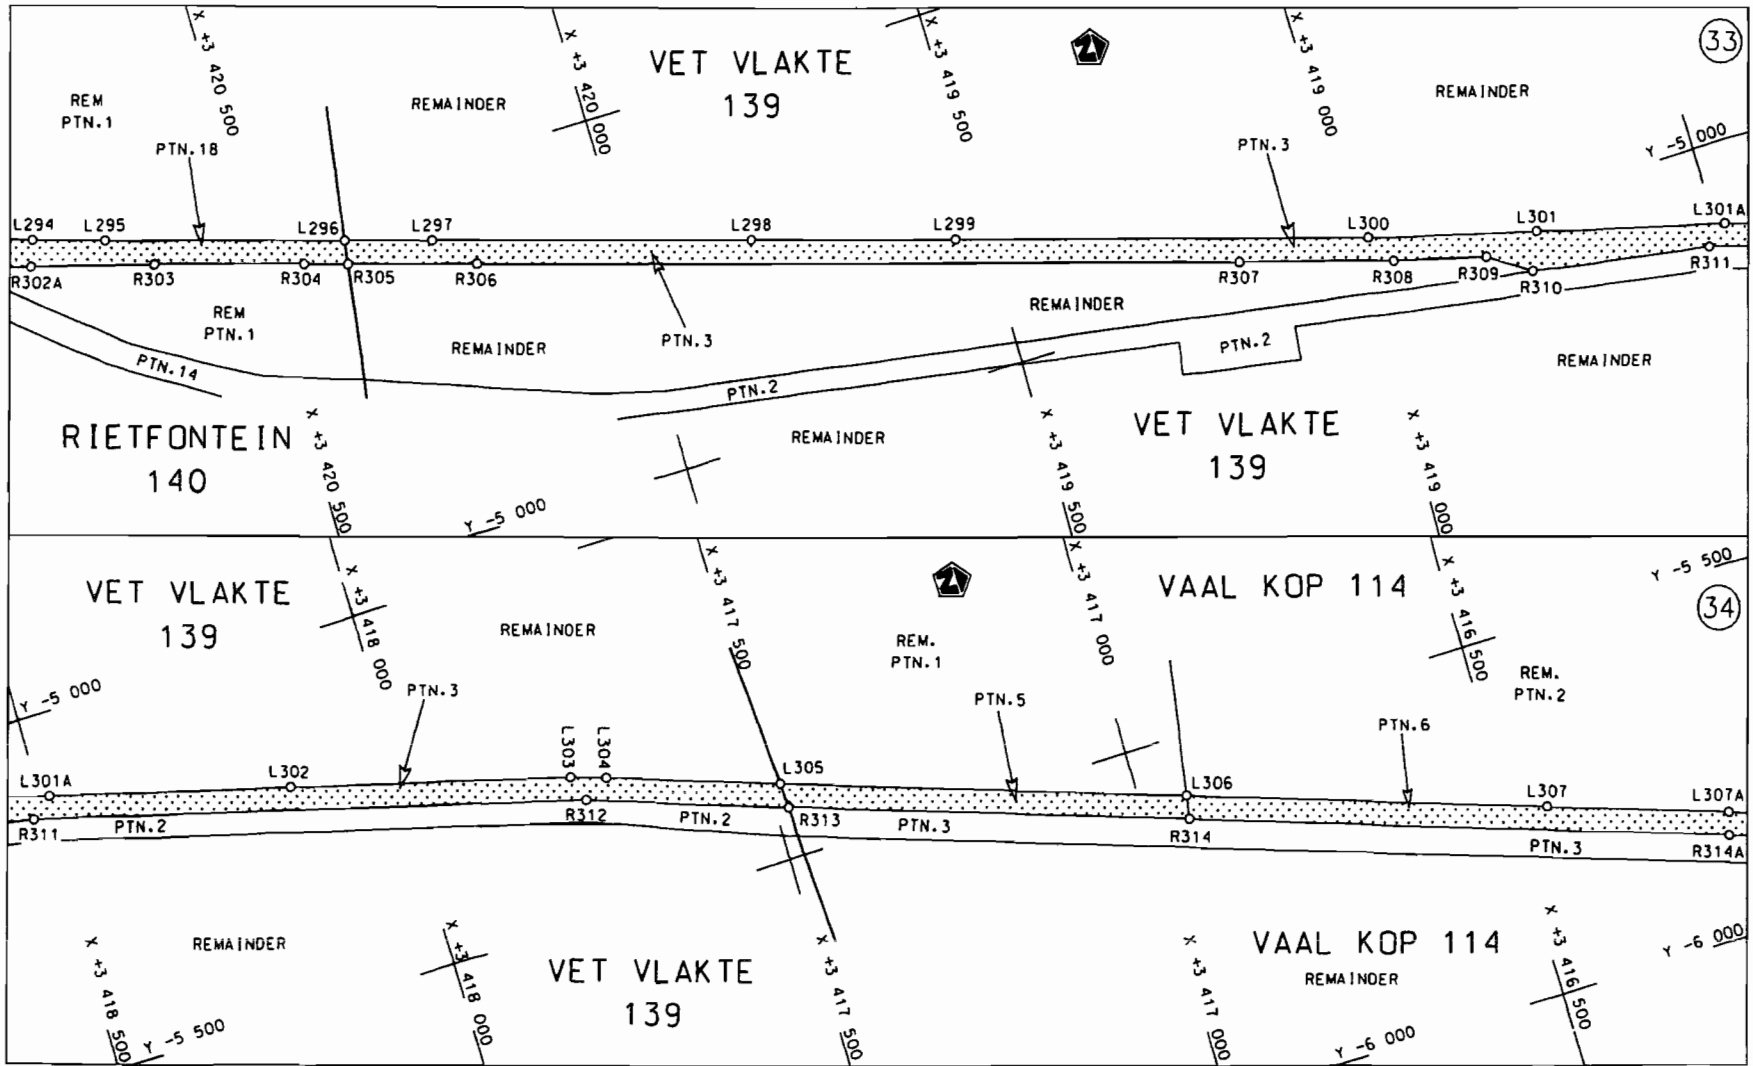 X +3 420 500
X +3 420 000
VET VLAKTE
139
X +3 419 500
X +3 419 000
33
REM
PTN.1
REMAINDER
REMAINDER
PTN.18
PTN.3
Y -5 000
L294
L295
L296
L297
L298
L299
L300
L301
L301A
R302A
R303
R304
R305
R306
R307
R308
R309
R310
R311
REM
PTN.1
REMAINDER
PTN.3
REMAINDER
PTN.2
REMAINDER
PTN.14
PTN.2
RIETFONTEIN
140
X +3 420 500
REMAINDER
X +3 419 500
VET VLAKTE
139
X +3 419 000
Y -5 000
VET VLAKTE
139
X +3 418 000
REMAINDER
X +3 417 500
X +3 417 000
VAAL KOP 114
X +3 416 500
Y -5 500
34
REM.
PTN.1
REM.
PTN.2
Y -5 000
PTN.3
PTN.5
PTN.6
L301A
L302
L303
L304
L305
L306
L307
L307A
R311
PTN.2
R312
PTN.2
R313
PTN.3
R314
PTN.3
R314A
X +3 418 500
REMAINDER
X +3 418 000
VET VLAKTE
139
X +3 417 500
X +3 417 000
VAAL KOP 114
REMAINDER
X +3 416 500
Y -6 000
Y -5 500
Y -6 000